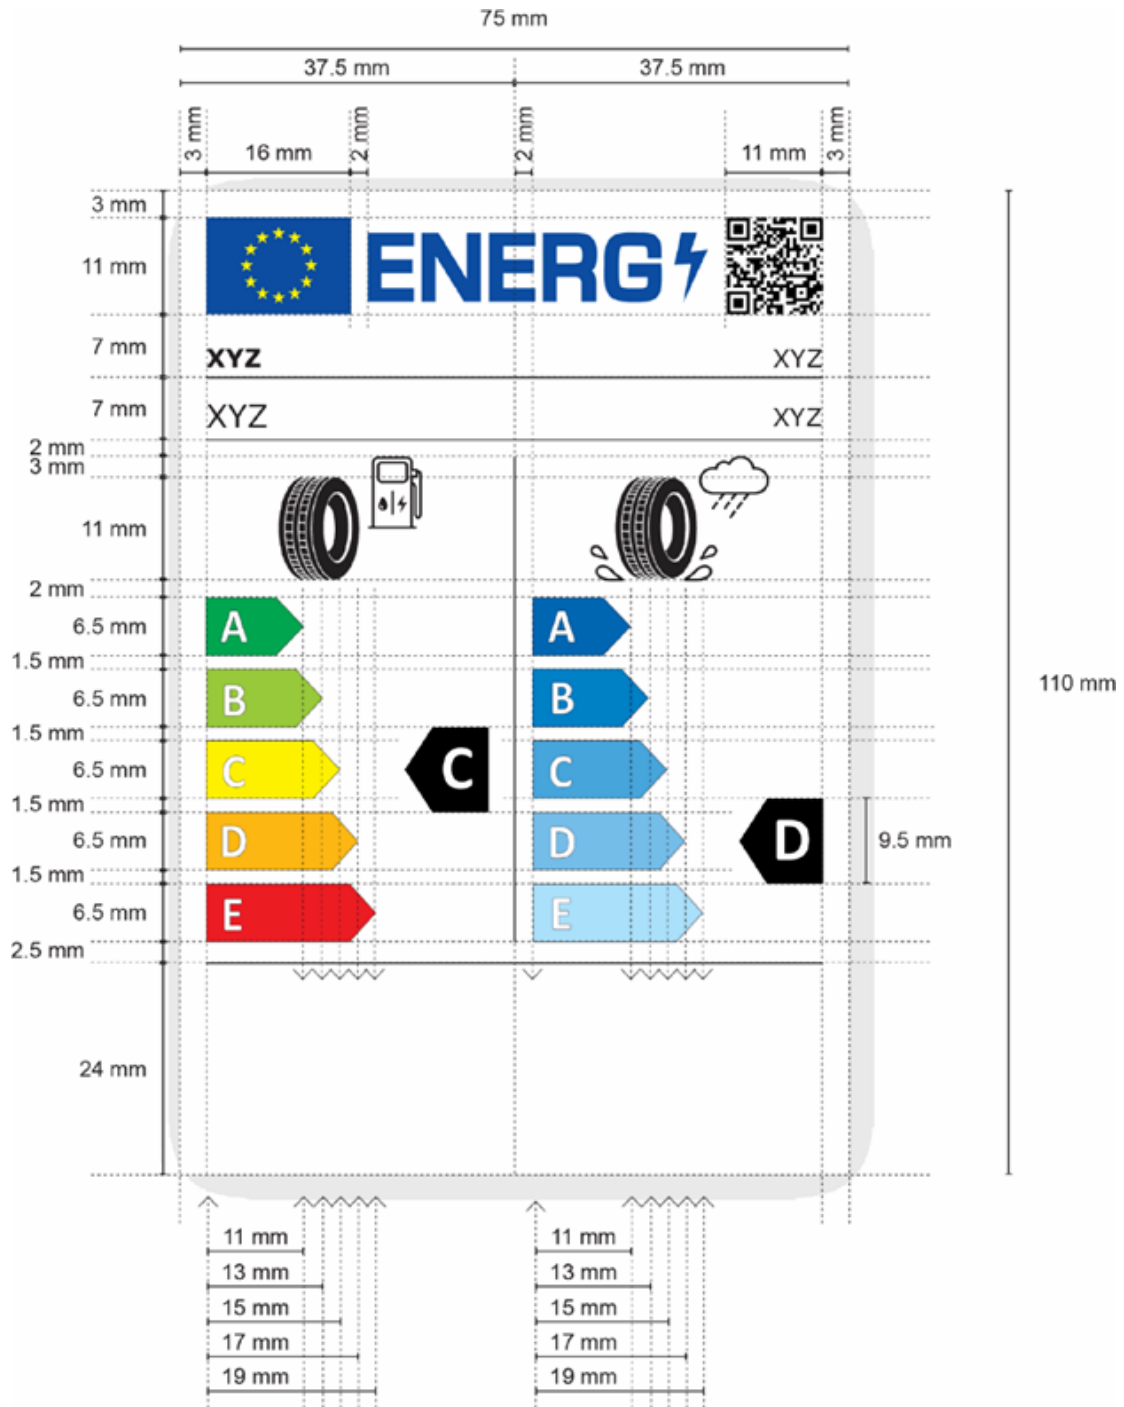 75 mm
37.5 mm 37.5 mm
3 mm 16 mm 2 mm 2 mm 11 mm 3 mm
3 mm
11 mm ENERG
7 mm XYZ XYZ
7 mm XYZ XYZ
2 mm
3 mm
11 mm
2 mm
6.5 mm A A
1.5 mm
110 mm
6.5 mm B B
1.5 mm
6.5 mm C C C
1.5 mm
6.5 mm D D D 9.5 mm
1.5 mm
6.5 mm E E
2.5 mm
24 mm
11 mm 11 mm
13 mm 13 mm
15 mm 15 mm
17 mm 17 mm
19 mm 19 mm